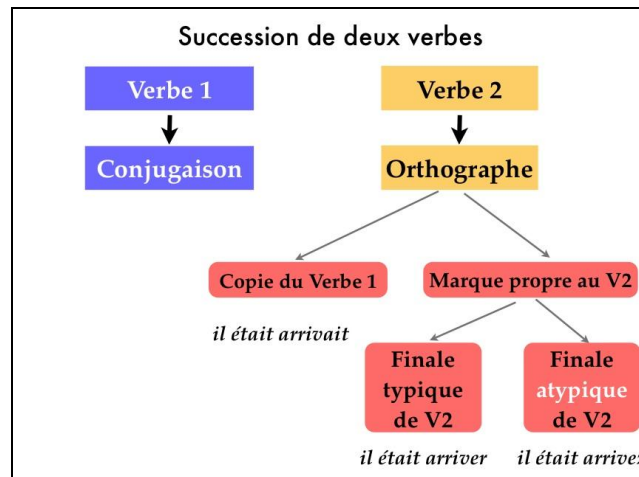 Succession de deux verbes
Verbe 1
Verbe 2
Conjugaison
Orthographe
Copie du Verbe 1
Marque propre au V2
il était arrivait
Finale
typique
de V2
Finale
atypique
de V2
il était arriver
il était arrivez